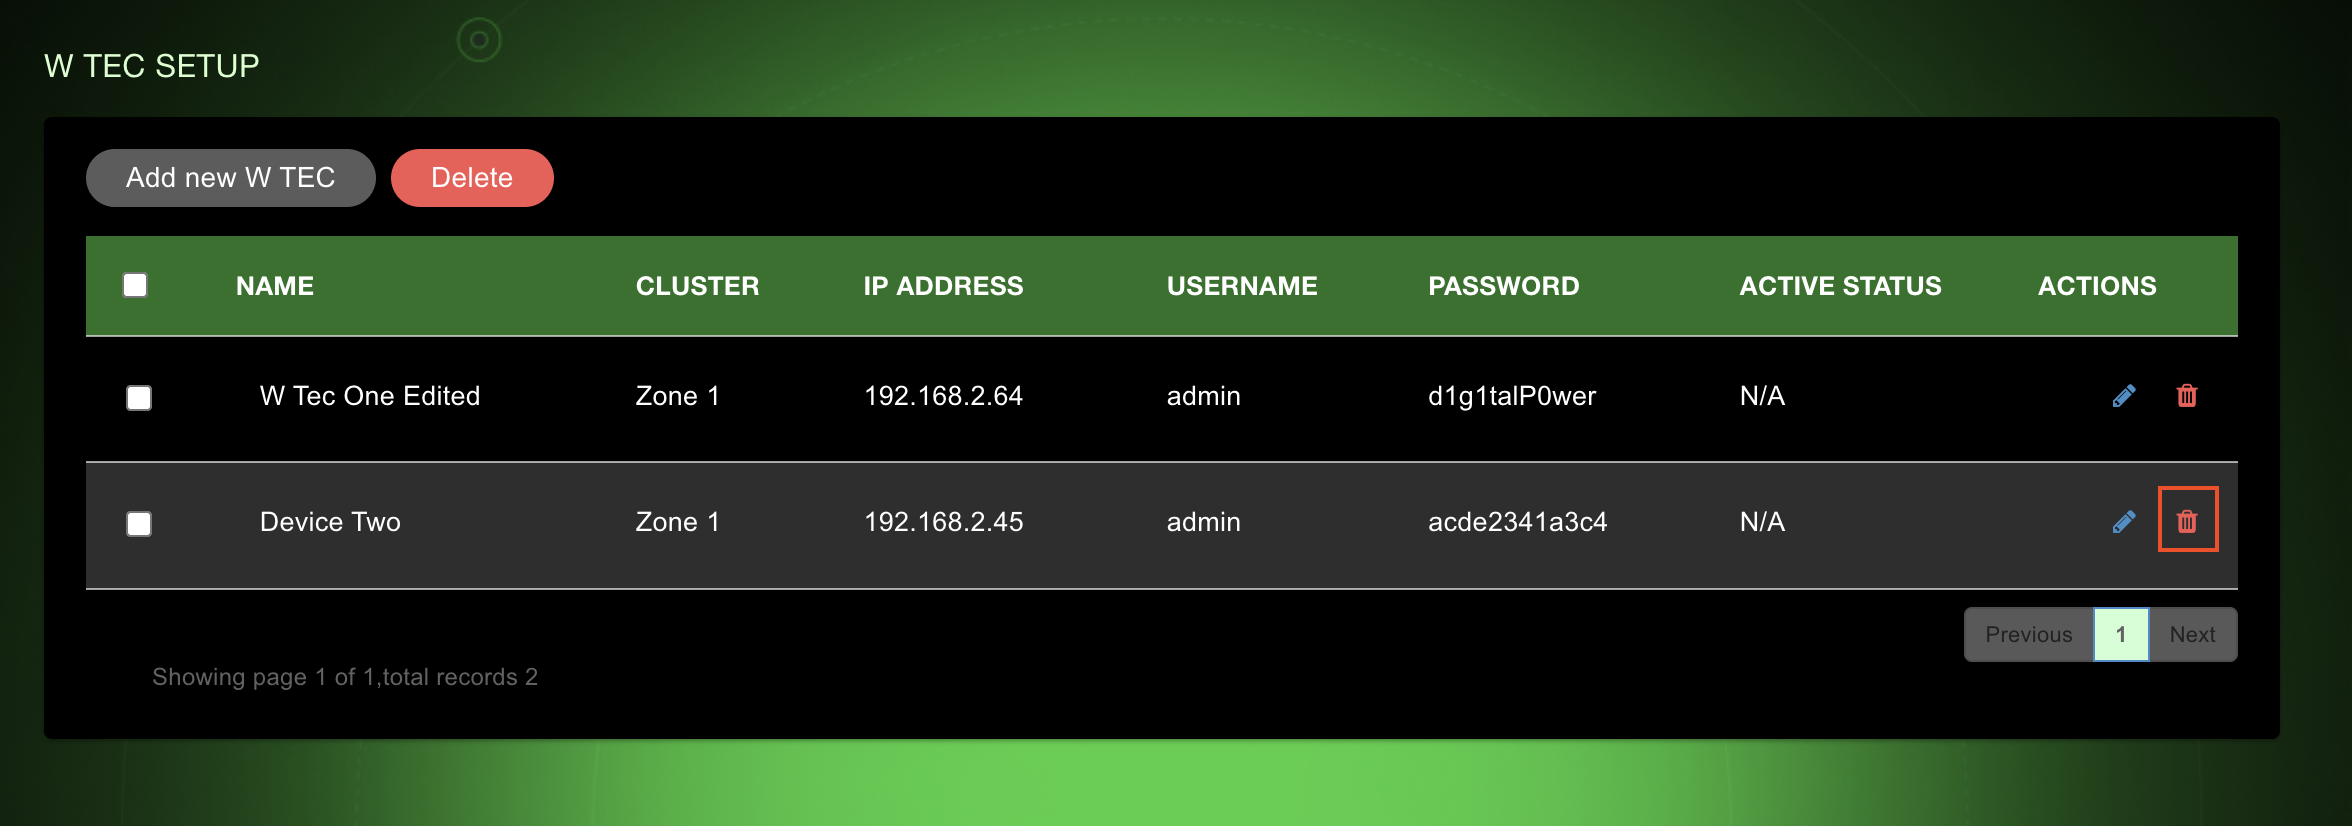 W TEC SETUP
Add new W TEC Delete
NAME CLUSTER IP ADDRESS USERNAME PASSWORD ACTIVE STATUS ACTIONS
W Tec One Edited Zone 1 192.168.2.64 admin d1g1talP0wer N/A
Device Two Zone 1 192.168.2.45 admin acde2341a3c4 N/A
Previous 1 Next
Showing page 1 of 1,total records 2